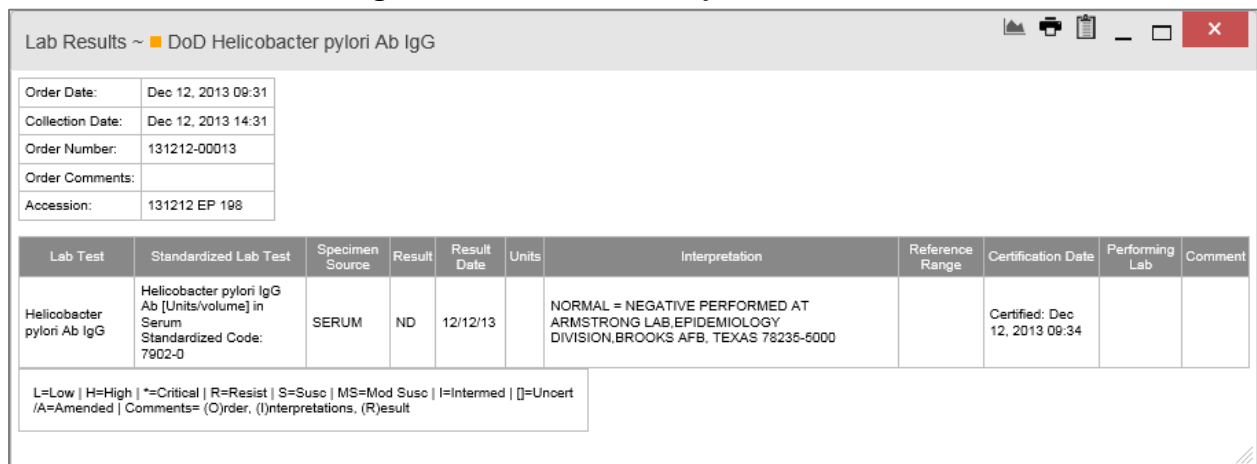 Lab Results ~ DoD Helicobacter pylori Ab IgG
Order Date: Dec 12, 2013 09:31
Collection Date: Dec 12, 2013 14:31
Order Number: 131212-00013
Order Comments:
Accession: 131212 EP 198
Lab Test Standardized Lab Test Specimen Source Result Result Date Units Interpretation Reference Range Certification Date Performing Lab Comment
Helicobacter
pylori Ab IgG
Helicobacter pylori IgG
Ab [Units/volume] in
Serum
Standardized Code:
7902-0
SERUM
ND
12/12/13
NORMAL = NEGATIVE PERFORMED AT
ARMSTRONG LAB,EPIDEMIOLOGY
DIVISION,BROOKS AFB, TEXAS 78235-5000
Certified: Dec
12, 2013 09:34
L=Low | H=High | *=Critical | R=Resist | S=Susc | MS=Mod Susc | I=Intermed | []=Uncert
/A=Amended | Comments= (O)rder, (I)nterpretations, (R)esult